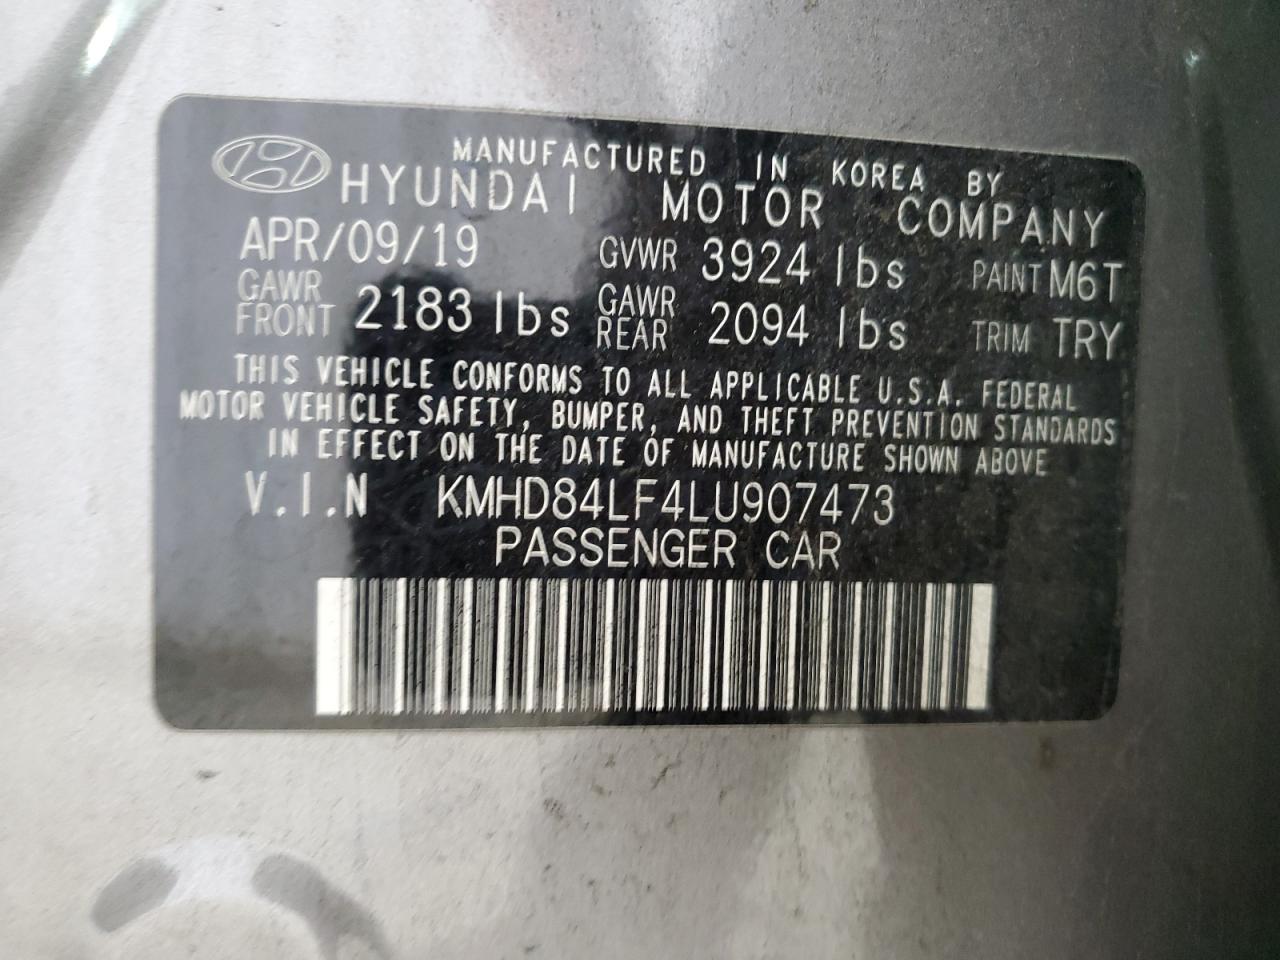 MANUFACTURED IN KOREA BY
HYUNDAI MOTOR COMPANY
APR/09/19 GVWR 3924 lbs PAINT M6T
GAWR FRONT 2183 lbs GAWR REAR 2094 lbs TRIM TRY
THIS VEHICLE CONFORMS TO ALL APPLICABLE U.S.A. FEDERAL
MOTOR VEHICLE SAFETY, BUMPER, AND THEFT PREVENTION STANDARDS
IN EFFECT ON THE DATE OF MANUFACTURE SHOWN ABOVE
V.I.N KMHD84LF4LU907473
PASSENGER CAR